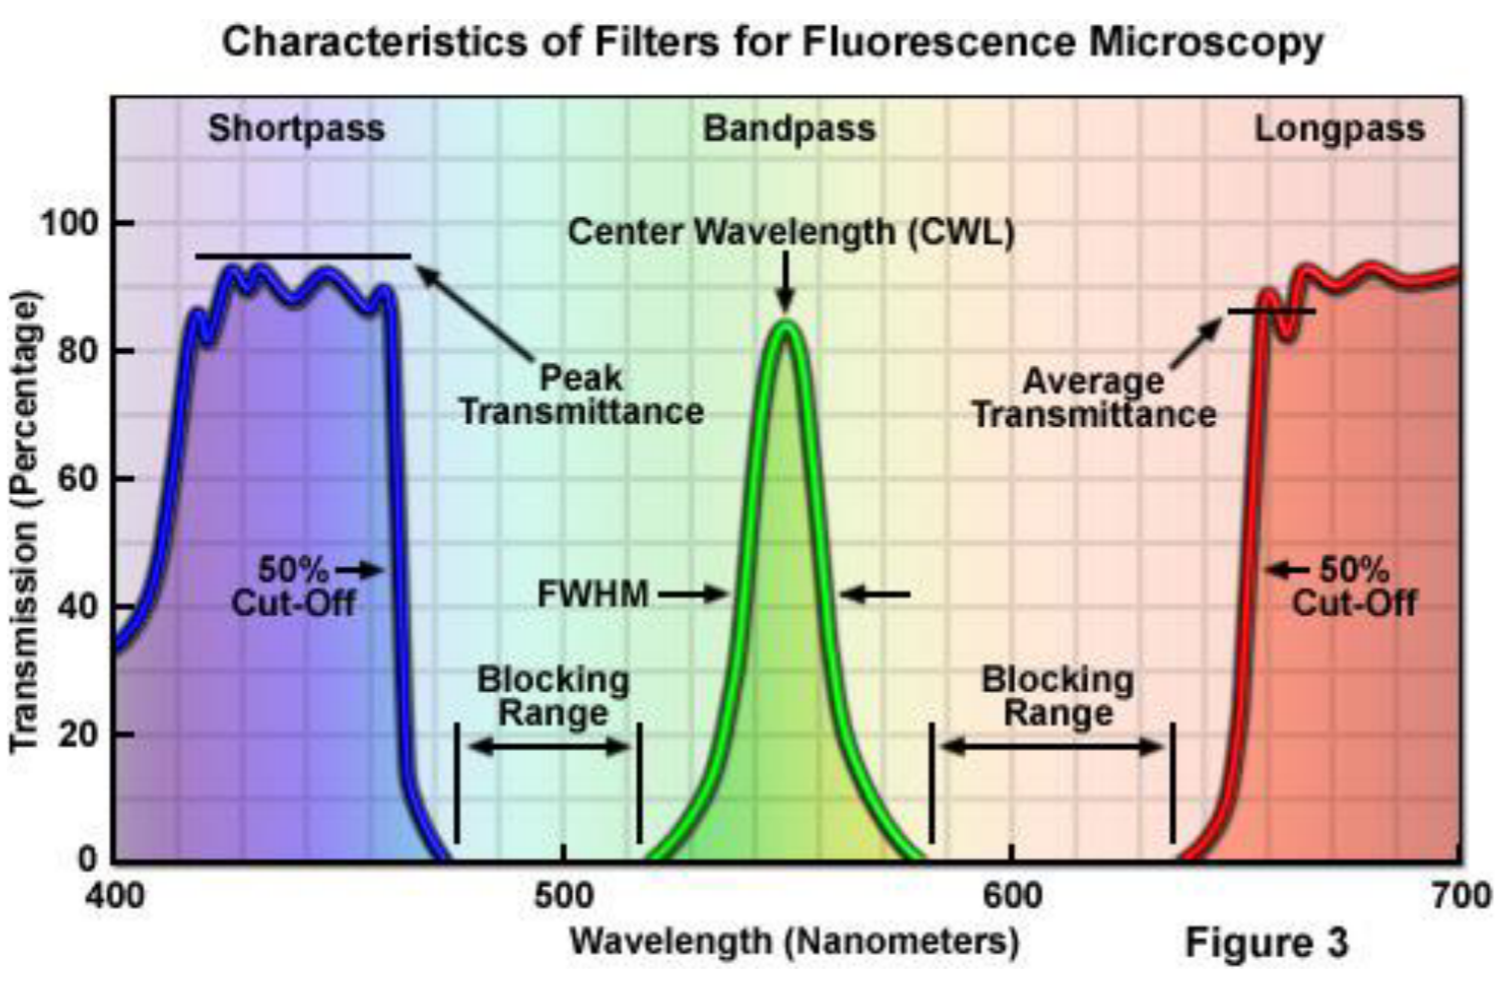 Characteristics of Filters for Fluorescence Microscopy
Shortpass
Bandpass
Longpass
Center Wavelength (CWL)
Peak
Transmittance
Average
Transmittance
50%
Cut-Off
FWHM
50%
Cut-Off
Blocking
Range
Blocking
Range
Transmission (Percentage)
100
80
60
40
20
0
400
500
600
700
Wavelength (Nanometers)
Figure 3